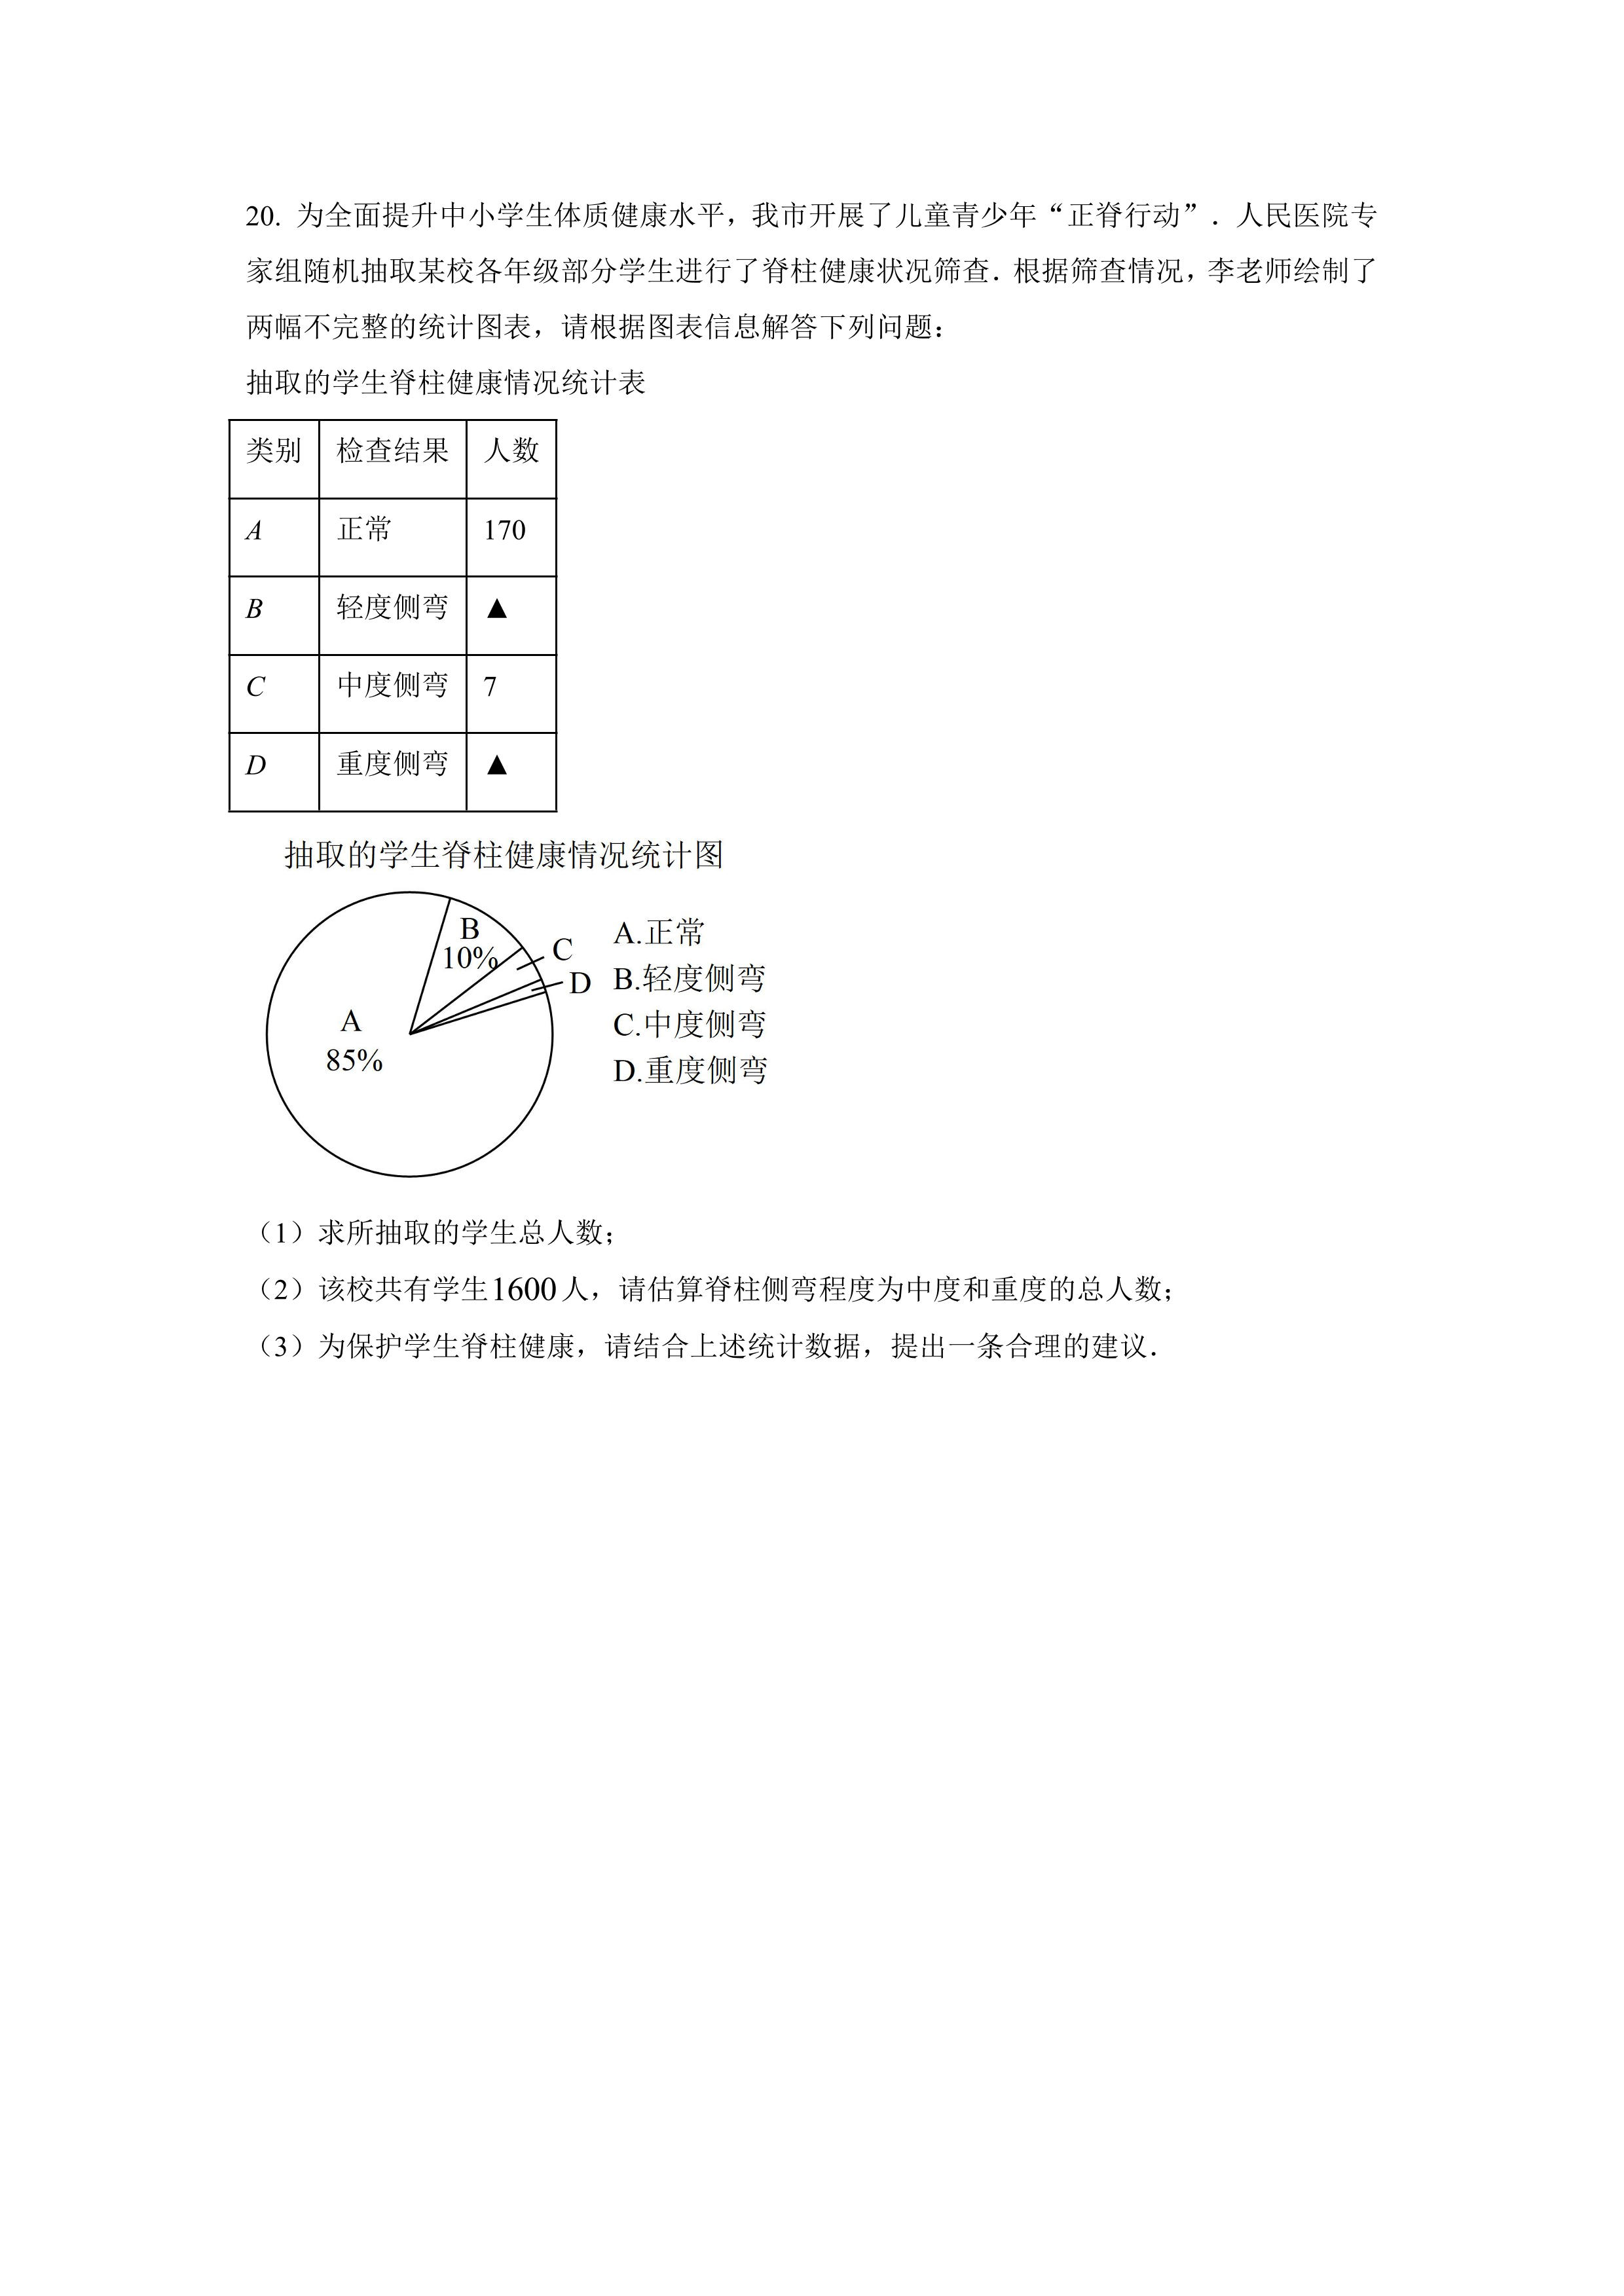 20. 为全面提升中小学生体质健康水平，我市开展了儿童青少年“正脊行动”．人民医院专
家组随机抽取某校各年级部分学生进行了脊柱健康状况筛查．根据筛查情况，李老师绘制了
两幅不完整的统计图表，请根据图表信息解答下列问题：
抽取的学生脊柱健康情况统计表
类别 检查结果 人数
A 正常 170
B 轻度侧弯 ▲
C 中度侧弯 7
D 重度侧弯 ▲
抽取的学生脊柱健康情况统计图
B
10%
C
D
A
85%
A.正常
B.轻度侧弯
C.中度侧弯
D.重度侧弯
（1）求所抽取的学生总人数；
（2）该校共有学生1600人，请估算脊柱侧弯程度为中度和重度的总人数；
（3）为保护学生脊柱健康，请结合上述统计数据，提出一条合理的建议．